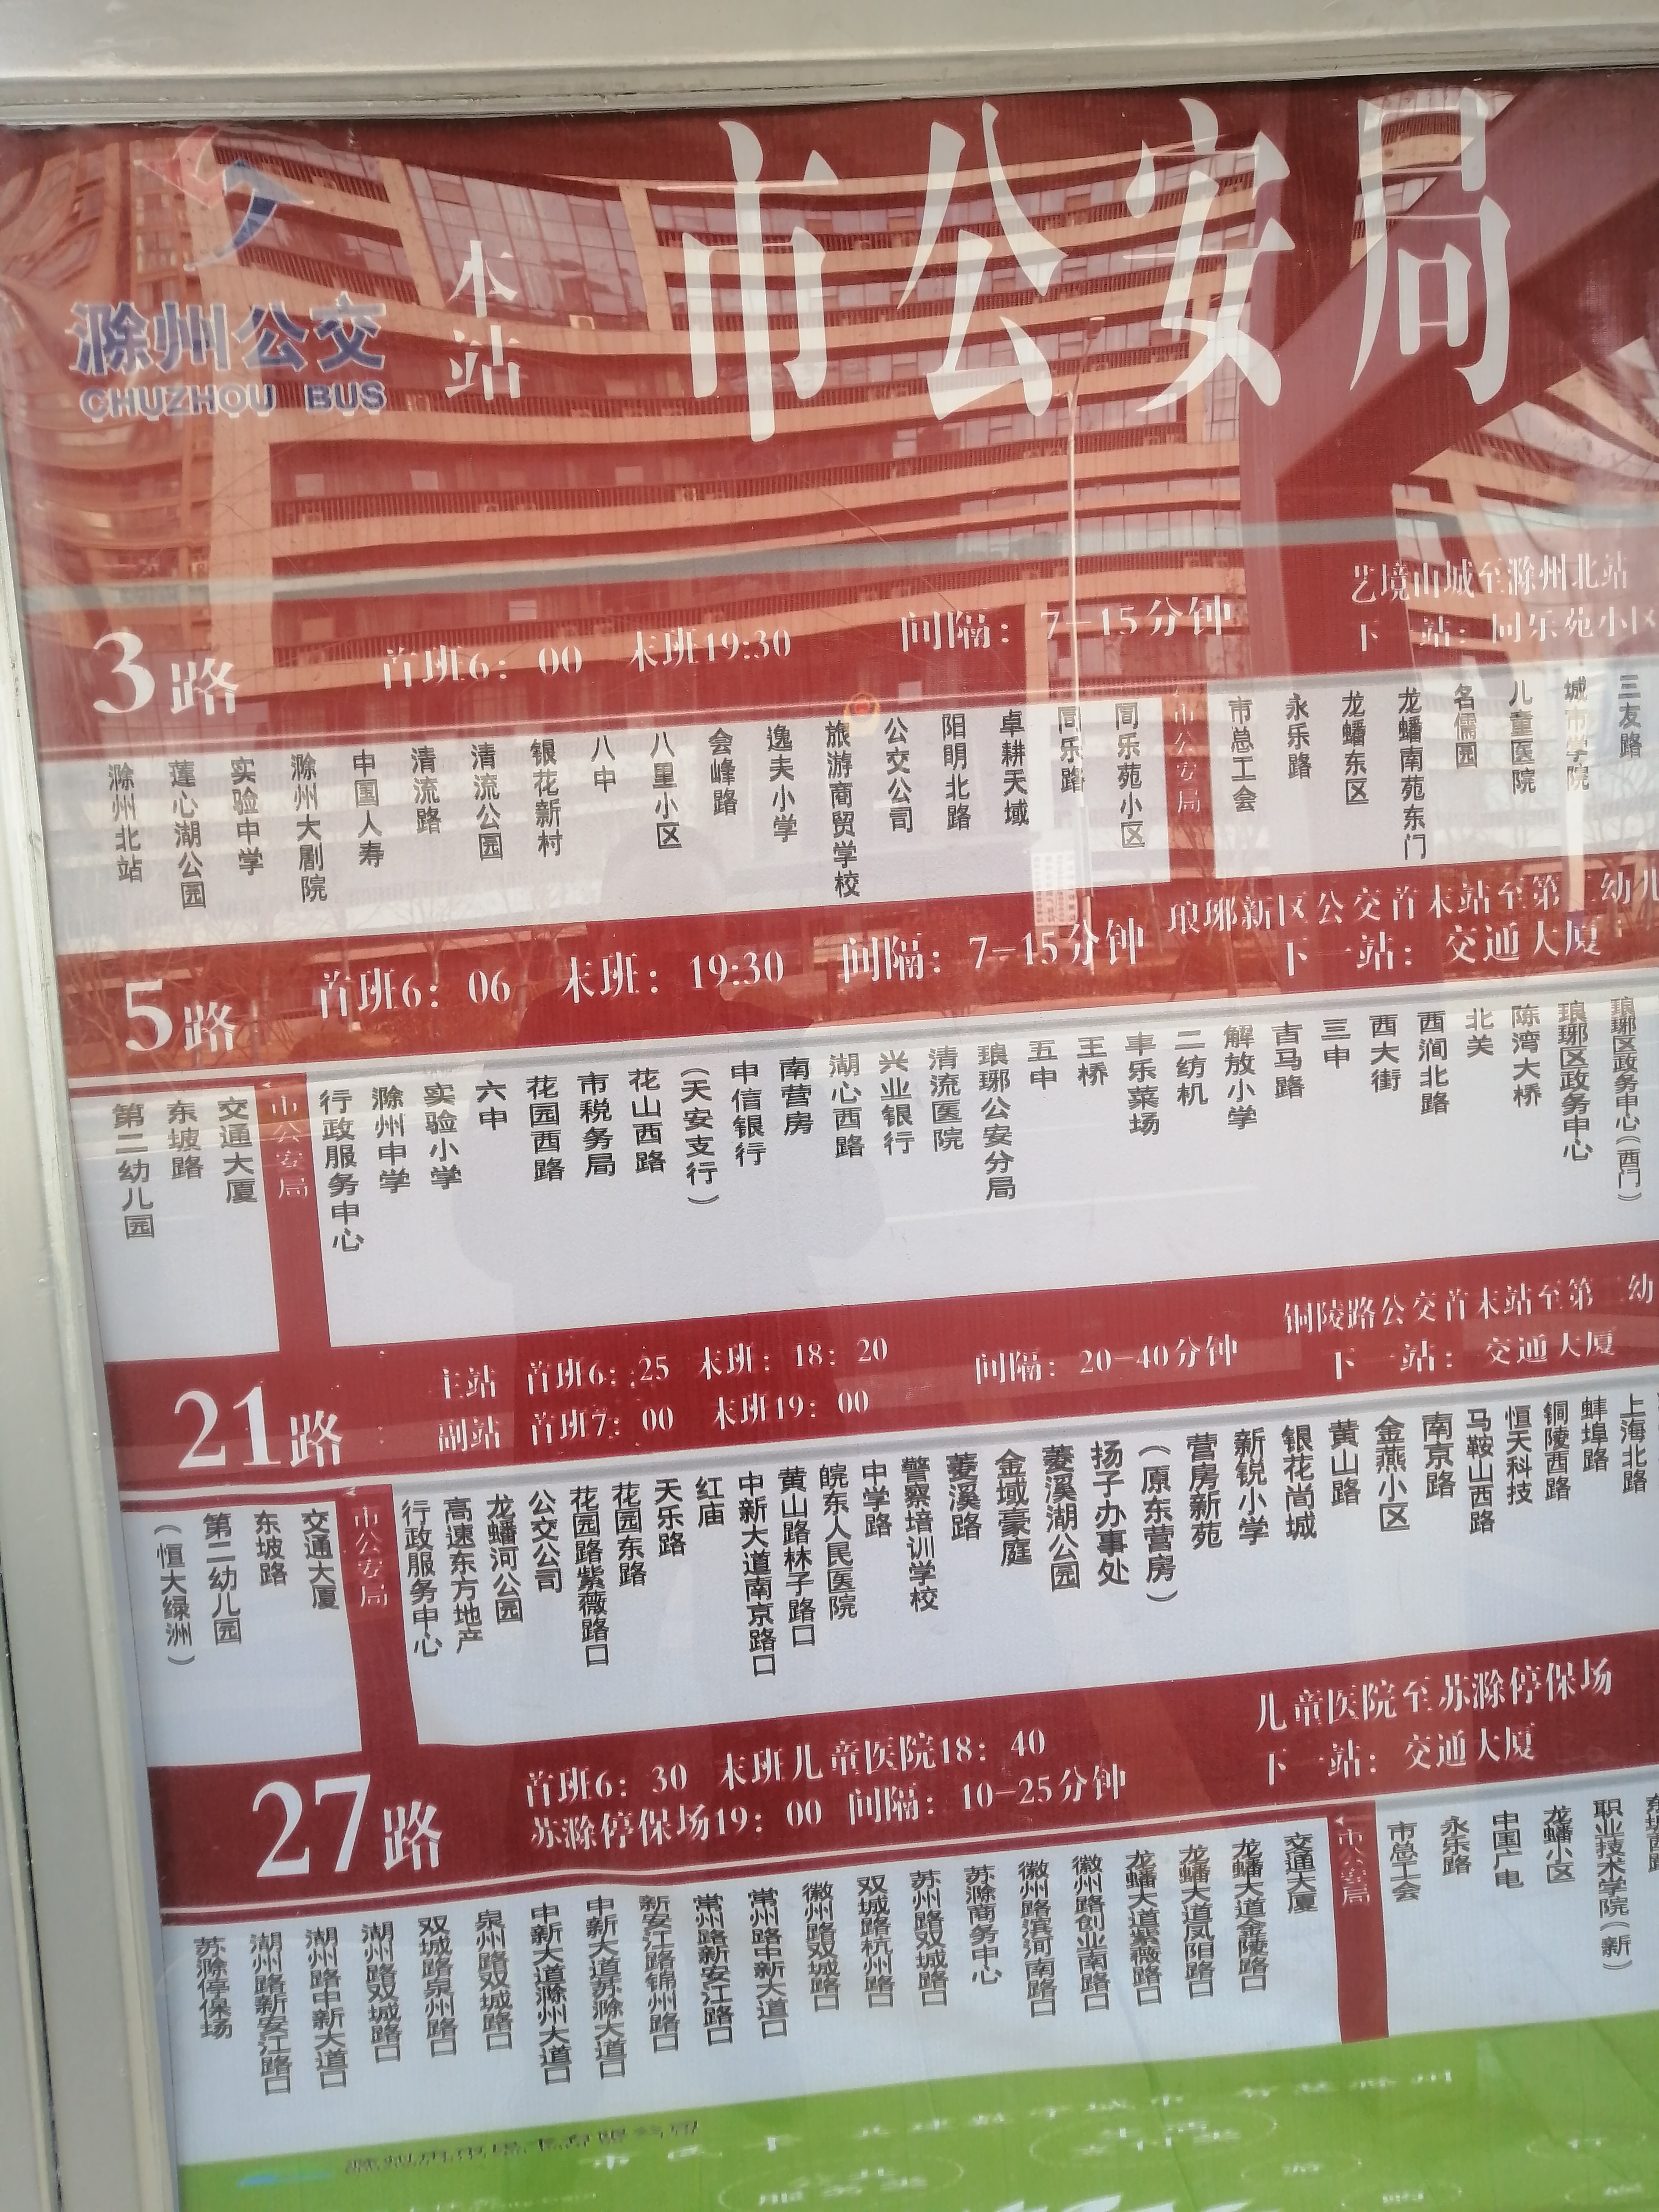 滁州公交
CHUZHOU BUS
本站
市公安局
艺境山城至滁州北站
3路 首班6：00 末班19:30 间隔：7-15分钟
下一站：同乐苑小区
滁州北站
莲心湖公园
实验中学
滁州大剧院
中国人寿
清流路
清流公园
银花新村
八中
八里小区
会峰路
逸夫小学
旅游商贸学校
公交公司
阳明北路
卓耕天域
同乐路
同乐苑小区
市公安局
市总工会
永乐路
龙蟠东区
龙蟠南苑东门
名儒园
儿童医院
城市学院
三友路
琅琊新区公交首末站至第二幼儿
5路 首班6：06 末班：19:30 间隔：7-15分钟
下一站：交通大厦
第二幼儿园
东坡路
交通大厦
市公安局
行政服务中心
滁州中学
实验小学
六中
花园西路
市税务局
花山西路
（天安支行）
中信银行
南营房
湖心西路
兴业银行
清流医院
琅琊公安分局
五中
王桥
丰乐菜场
二纺机
解放小学
吉马路
三中
西大街
西涧北路
北关
陈湾大桥
琅琊区政务中心
琅琊区政务中心（西门）
铜陵路公交首末站至第二幼
21路 主站 首班6：25 末班：18：20 间隔：20-40分钟
副站 首班7：00 末班19：00
下一站：交通大厦
（恒大绿洲）
第二幼儿园
东坡路
交通大厦
市公安局
行政服务中心
高速东方地产
龙蟠河公园
公交公司
花园路紫薇路口
花园东路
天乐路
红庙
中新大道南京路口
黄山路林子路口
皖东人民医院
中学路
警察培训学校
菱溪路
金域豪庭
菱溪湖公园
扬子办事处
（原东营房）
营房新苑
新锐小学
银花尚城
黄山路
金燕小区
南京路
马鞍山西路
恒天科技
铜陵西路
蚌埠路
上海北路
儿童医院至苏滁停保场
27路 首班6：30 末班儿童医院18：40
苏滁停保场19：00 间隔：10-25分钟
下一站：交通大厦
苏滁停保场
湖州路新安江路口
湖州路中新大道口
湖州路双城路口
双城路泉州路口
泉州路双城路口
中新大道滁州大道口
中新大道苏滁大道口
新安江路锦州路口
常州路新安江路口
常州路中新大道口
徽州路双城路口
双城路杭州路口
苏州路双城路口
苏滁商务中心
徽州路滨河南路口
徽州路创业南路口
龙蟠大道紫薇路口
龙蟠大道凤阳路口
龙蟠大道金陵路口
交通大厦
市公安局
市总工会
永乐路
中国广电
龙蟠小区
职业技术学院（新）